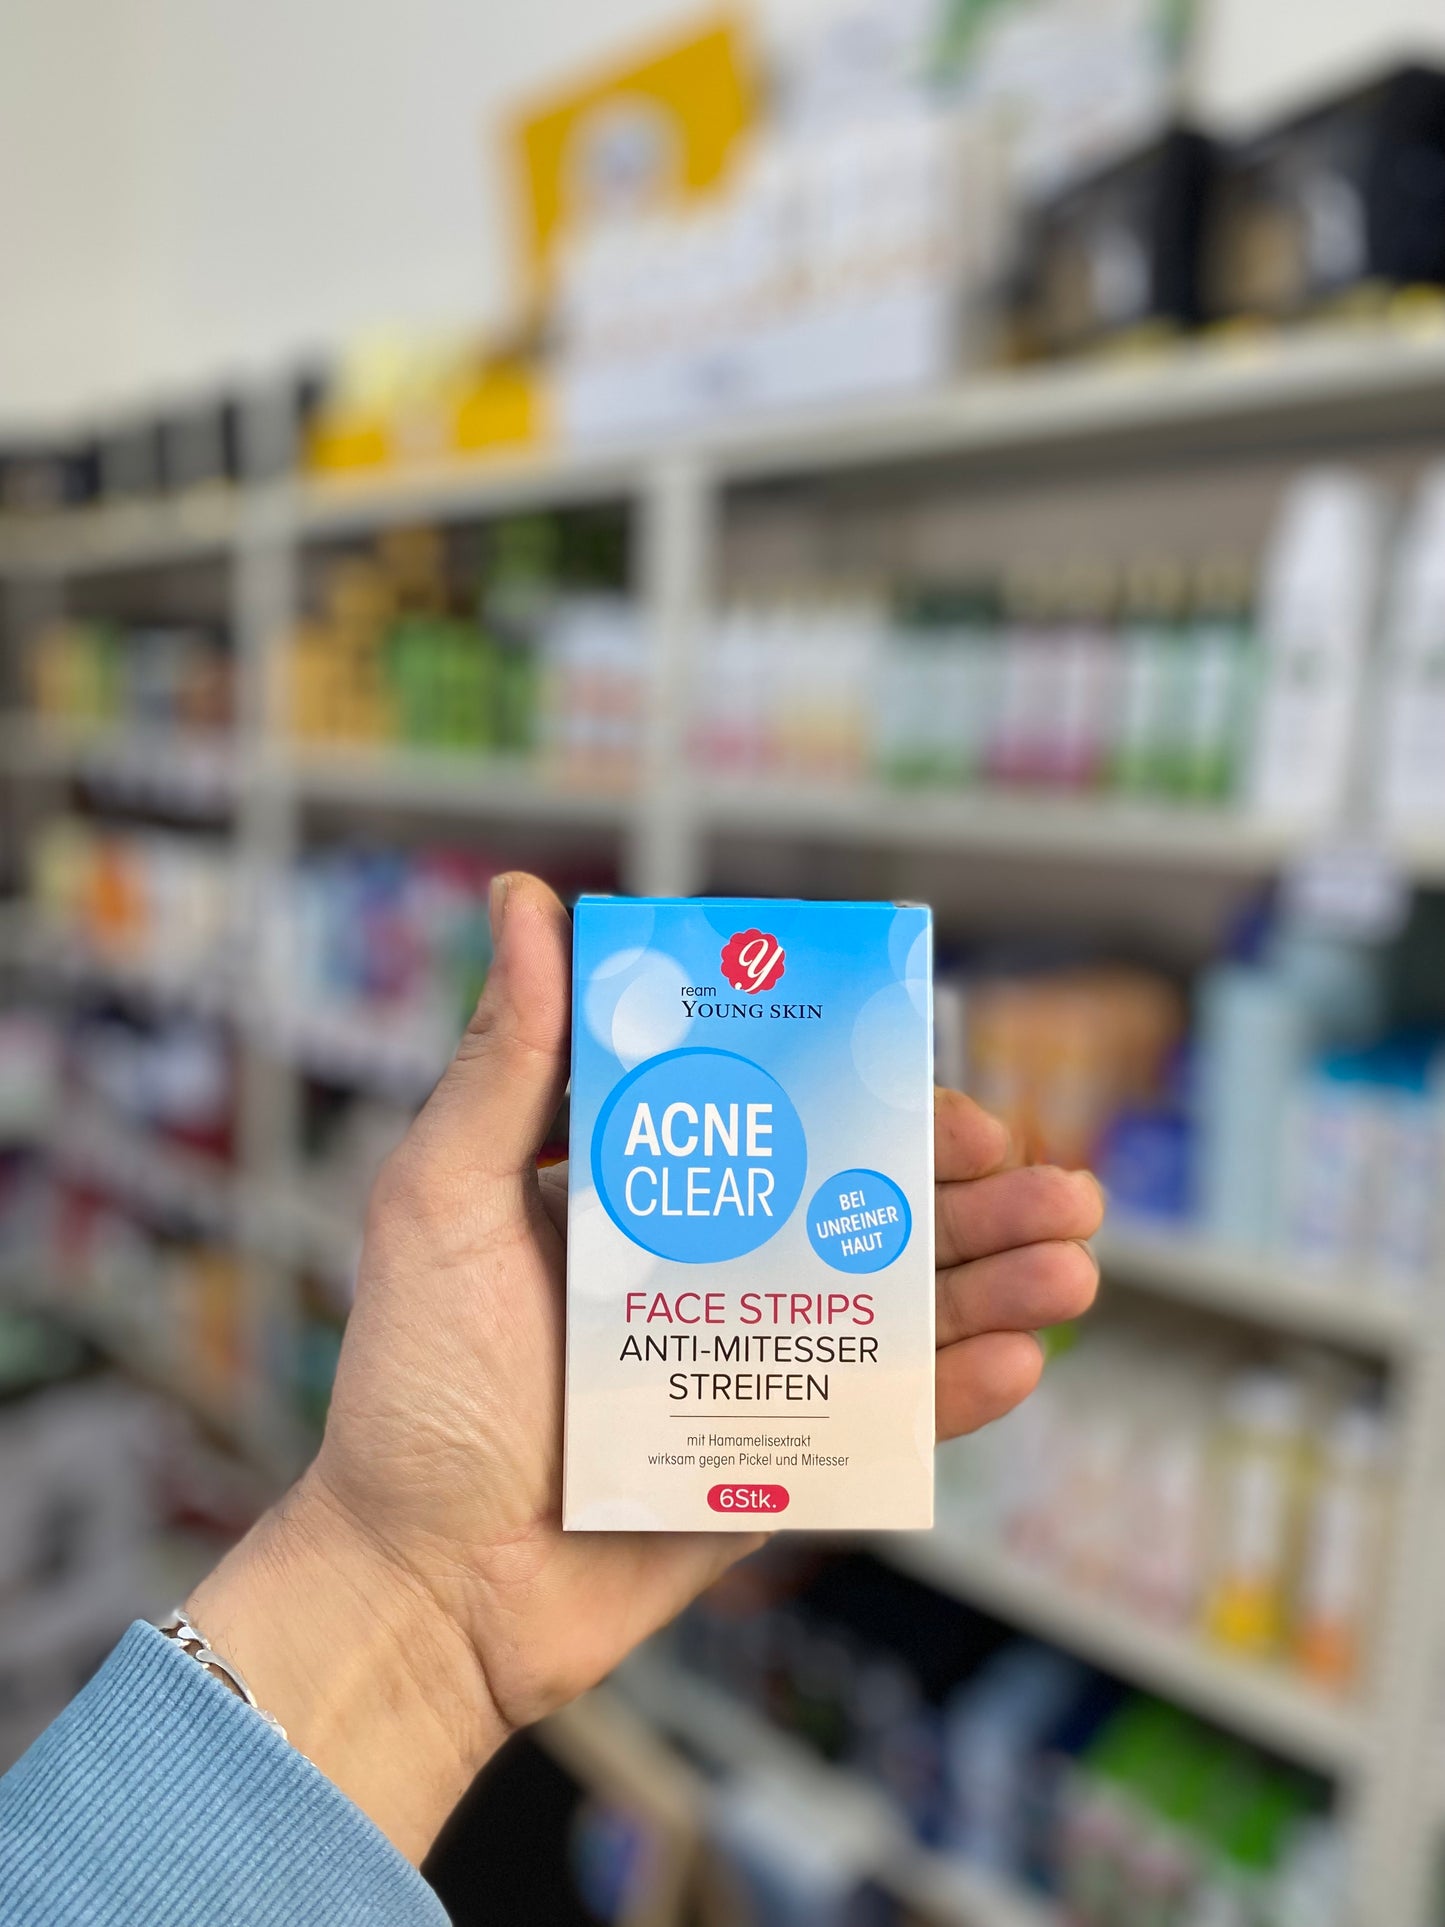 y
ream
YOUNG SKIN
ACNE
CLEAR
BEI
UNREINER
HAUT
FACE STRIPS
ANTI-MITESSER
STREIFEN
mit Hamamelisextrakt
wirksam gegen Pickel und Mitesser
6Stk.